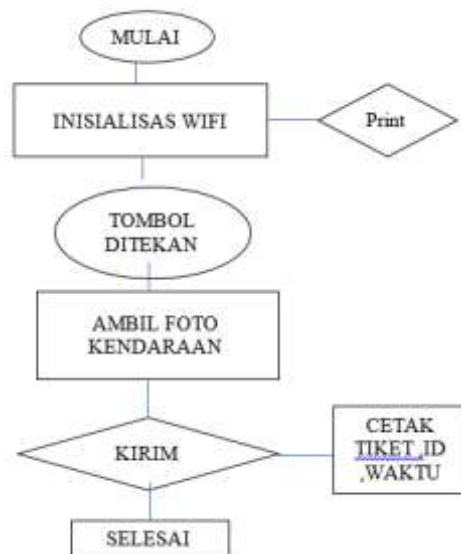 MULAI
INISIALISAS WIFI
Print
TOMBOL
DITEKAN
AMBIL FOTO
KENDARAAN
KIRIM
CETAK
TIKET ,ID
,WAKTU
SELESAI